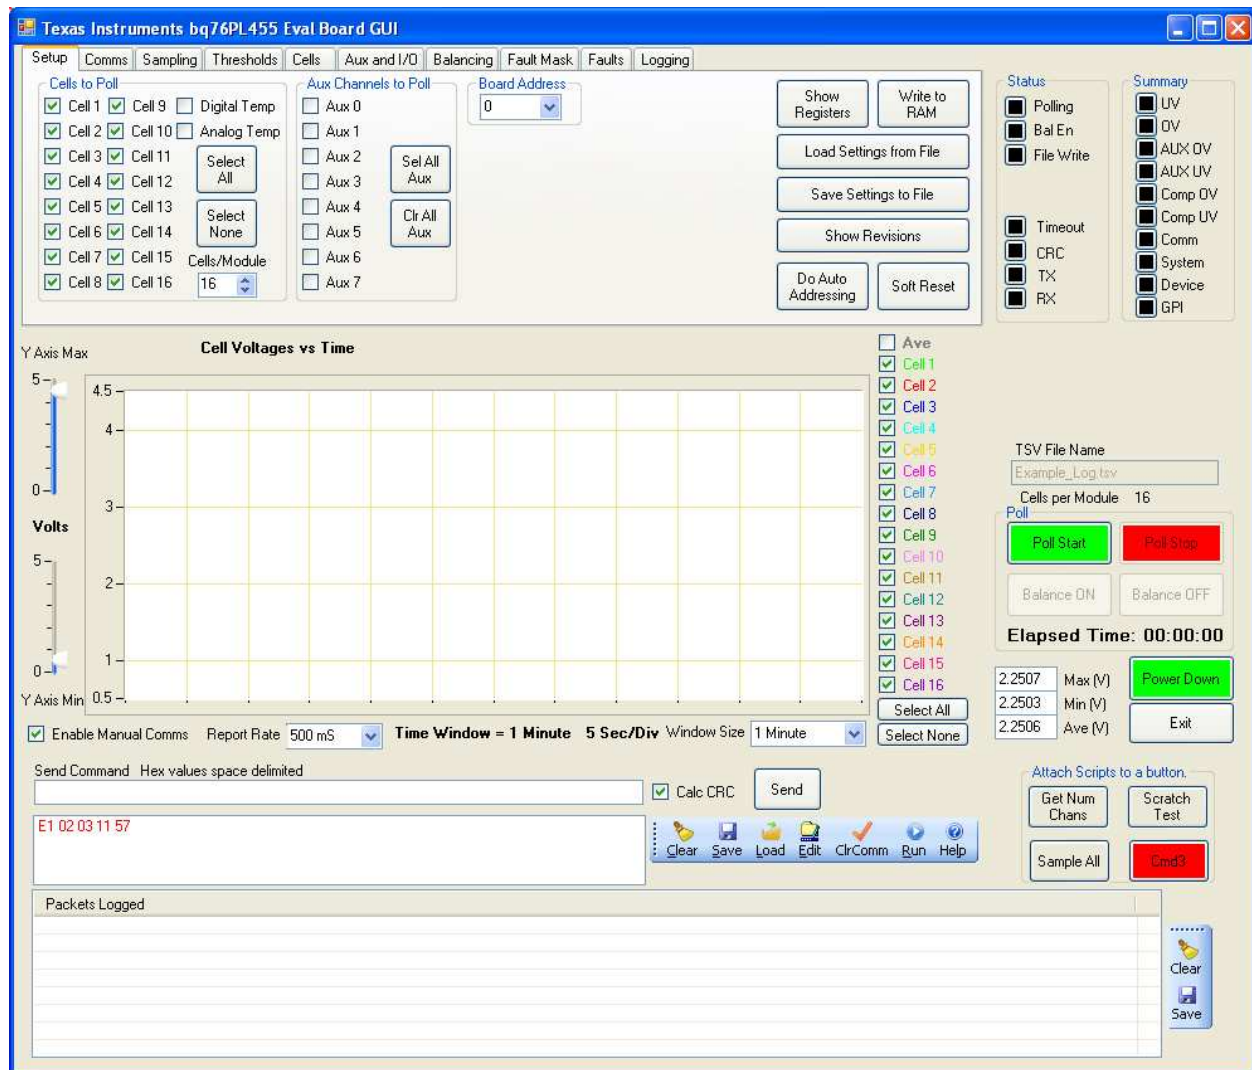 Texas Instruments bq76PL455 Eval Board GUI
Setup Comms Sampling Thresholds Cells Aux and I/O Balancing Fault Mask Faults Logging
Cells to Poll
Cell 1 Cell 9 Digital Temp
Cell 2 Cell 10 Analog Temp
Cell 3 Cell 11
Cell 4 Cell 12
Cell 5 Cell 13
Cell 6 Cell 14
Cell 7 Cell 15
Cell 8 Cell 16
Select
All
Select
None
Cells/Module
16
Aux Channels to Poll
Aux 0
Aux 1
Aux 2
Aux 3
Aux 4
Aux 5
Aux 6
Aux 7
Sel All
Aux
Clr All
Aux
Board Address
0
Show
Registers
Write to
RAM
Load Settings from File
Save Settings to File
Show Revisions
Do Auto
Addressing
Soft Reset
Status
Polling
Bal En
File Write
Timeout
CRC
TX
RX
Summary
UV
OV
AUX OV
AUX UV
Comp OV
Comp UV
Comm
System
Device
GPI
Y Axis Max
5
0
Volts
5
0
Y Axis Min
Cell Voltages vs Time
4.5
4
3
2
1
0.5
Ave
Cell 1
Cell 2
Cell 3
Cell 4
Cell 5
Cell 6
Cell 7
Cell 8
Cell 9
Cell 10
Cell 11
Cell 12
Cell 13
Cell 14
Cell 15
Cell 16
Select All
Select None
TSV File Name
Example_Log.tsv
Cells per Module 16
Poll
Poll Start Poll Stop
Balance ON Balance OFF
Elapsed Time: 00:00:00
2.2507 Max (V)
2.2503 Min (V)
2.2506 Ave (V)
Power Down
Exit
Enable Manual Comms Report Rate 500 mS Time Window = 1 Minute 5 Sec/Div Window Size 1 Minute
Send Command Hex values space delimited
Calc CRC Send
E1 02 03 11 57
Clear Save Load Edit ClrComm Run Help
Attach Scripts to a button.
Get Num
Chans
Scratch
Test
Sample All
Cmd3
Packets Logged
Clear
Save